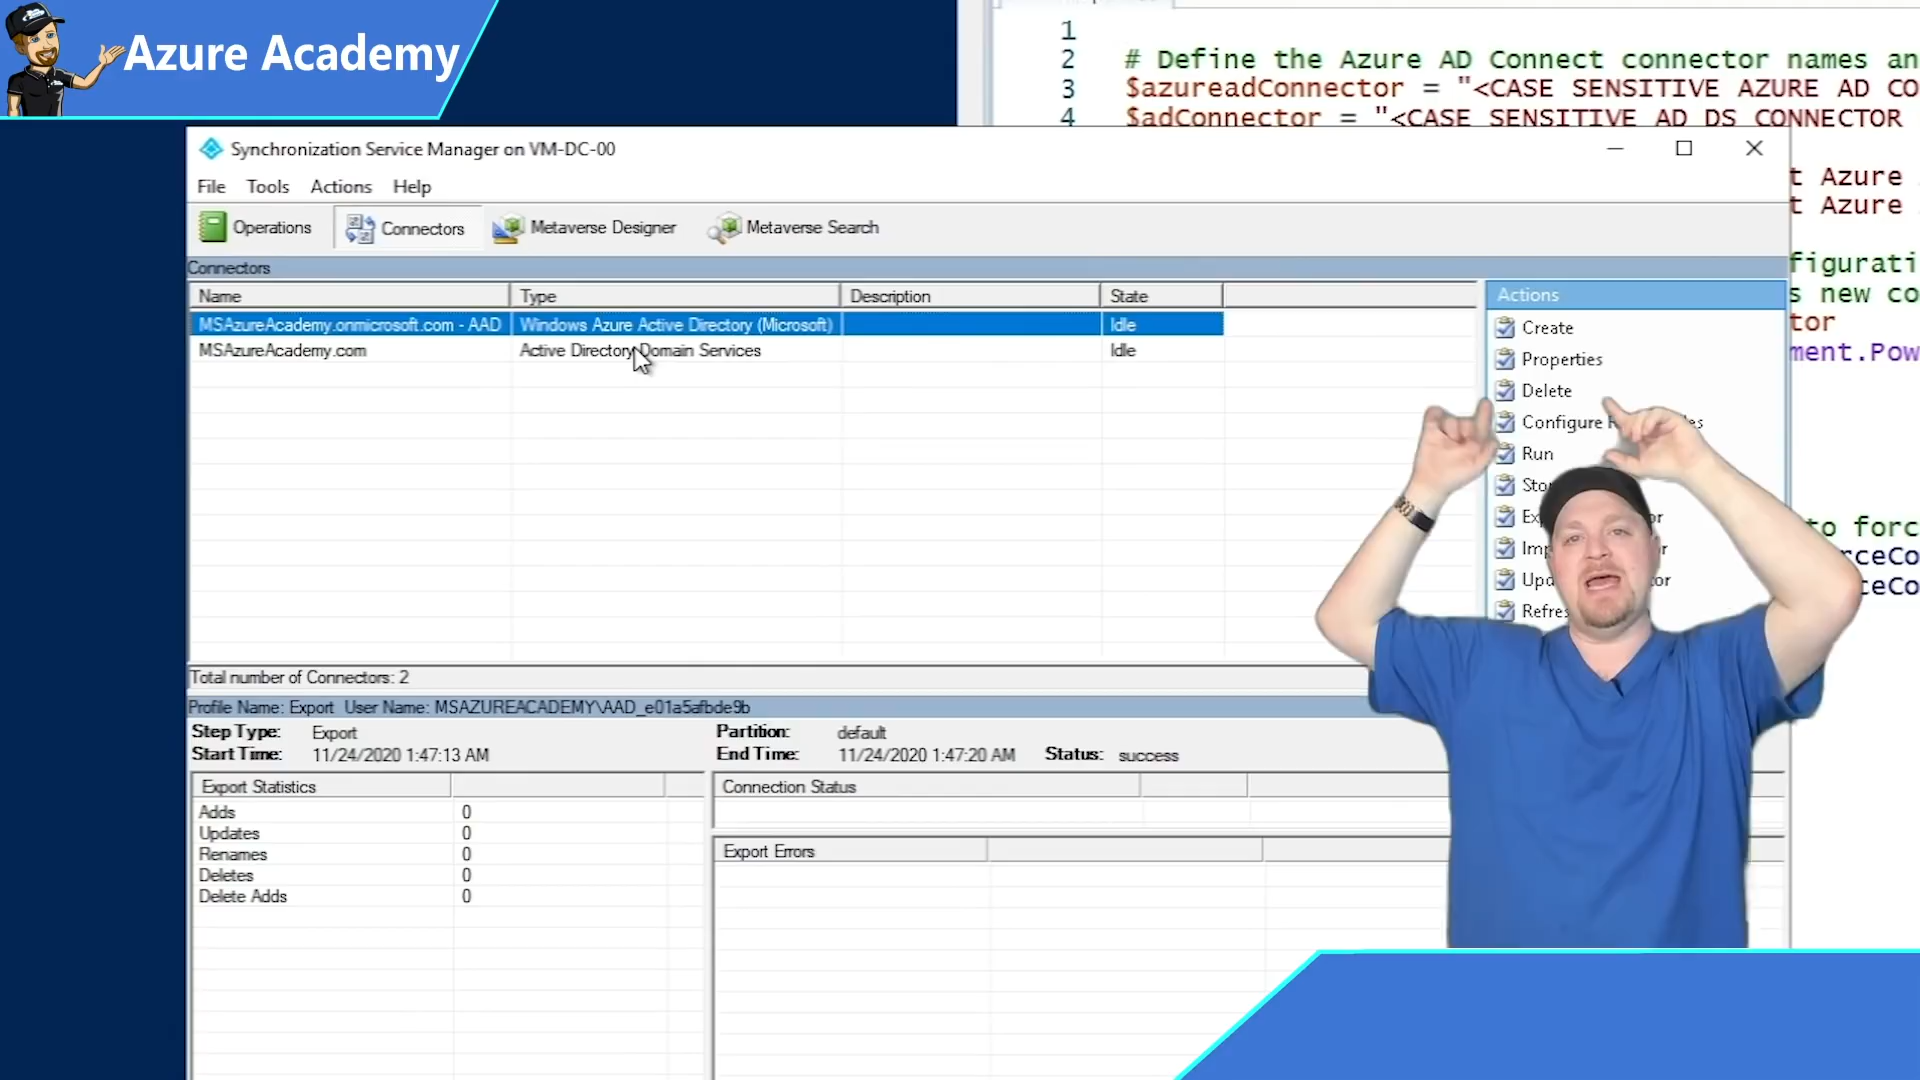 Azure Academy
1
2 # Define the Azure AD Connect connector names an
3 $azureadConnector = "<CASE SENSITIVE AZURE AD CO
4 $adConnector = "<CASE SENSITIVE AD DS CONNECTOR
Synchronization Service Manager on VM-DC-00
t Azure
File Tools Actions Help
t Azure
Operations Connectors Metaverse Designer Metaverse Search
figurati
Connectors
s new co
Name Type Description State
Actions
MSAzureAcademy.onmicrosoft.com - AAD Windows Azure Active Directory (Microsoft) Idle
Create
tor
MSAzureAcademy.com Active Directory Domain Services Idle
Properties
ment.Pow
Delete
Configure
Run
to forc
rceCo
teCo
Total number of Connectors: 2
Profile Name: Export User Name: MSAZUREACADEMY\AAD_e01a5afbde9b
Step Type: Export Partition: default
Start Time: 11/24/2020 1:47:13 AM End Time: 11/24/2020 1:47:20 AM Status: success
Export Statistics Connection Status
Adds 0
Updates 0
Renames 0
Export Errors
Deletes 0
Delete Adds 0